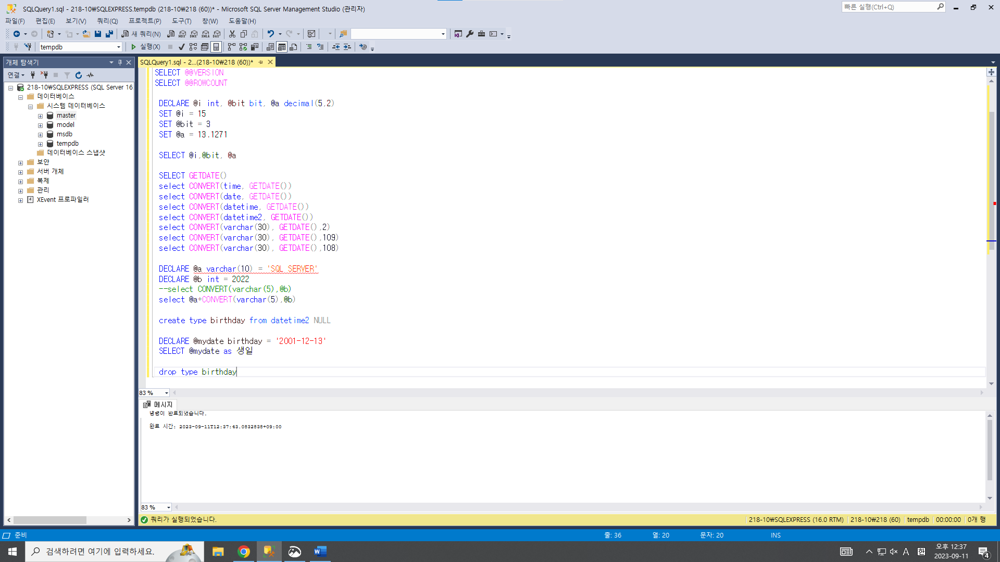 SQLQuery1.sql - 218-10₩SQLEXPRESS.tempdb (218-10₩218 (60))* - Microsoft SQL Server Management Studio (관리자)
빠른 실행(Ctrl+Q)
파일(F) 편집(E) 보기(V) 쿼리(Q) 프로젝트(P) 도구(T) 창(W) 도움말(H)
새 쿼리(N) MDX DMX XMLA DAX
tempdb 실행(X)
개체 탐색기
연결
218-10₩SQLEXPRESS (SQL Server 16
데이터베이스
시스템 데이터베이스
master
model
msdb
tempdb
데이터베이스 스냅샷
보안
서버 개체
복제
관리
XEvent 프로파일러
SQLQuery1.sql - 2...(218-10₩218 (60))*
SELECT @@VERSION
SELECT @@ROWCOUNT
DECLARE @i int, @bit bit, @a decimal(5,2)
SET @i = 15
SET @bit = 3
SET @a = 13.1271
SELECT @i,@bit, @a
SELECT GETDATE()
select CONVERT(time, GETDATE())
select CONVERT(date, GETDATE())
select CONVERT(datetime, GETDATE())
select CONVERT(datetime2, GETDATE())
select CONVERT(varchar(30), GETDATE(),2)
select CONVERT(varchar(30), GETDATE(),109)
select CONVERT(varchar(30), GETDATE(),108)
DECLARE @a varchar(10) = 'SQL SERVER'
DECLARE @b int = 2022
--select CONVERT(varchar(5),@b)
select @a+CONVERT(varchar(5),@b)
create type birthday from datetime2 NULL
DECLARE @mydate birthday = '2001-12-13'
SELECT @mydate as 생일
drop type birthday
83 %
메시지
명령이 완료되었습니다.
완료 시간: 2023-09-11T12:37:43.0832838+09:00
83 %
쿼리가 실행되었습니다.
218-10₩SQLEXPRESS (16.0 RTM) 218-10₩218 (60) tempdb 00:00:00 0개 행
준비 줄: 36 열: 20 문자: 20 INS
검색하려면 여기에 입력하세요.
A 한
오후 12:37
2023-09-11
4